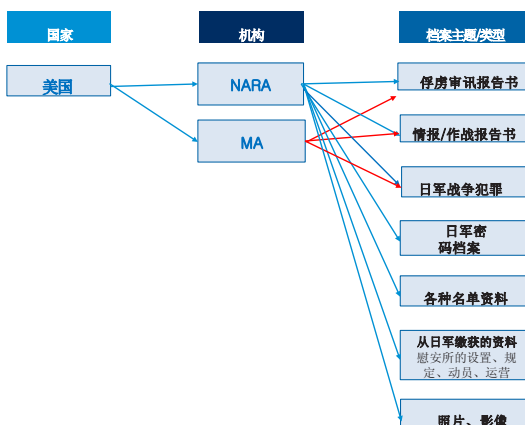 国家
机构
档案主题/类型
美国
NARA
俘虏审讯报告书
MA
情报/作战报告书
日军战争犯罪
日军密
码档案
各种名单资料
从日军缴获的资料
慰安所的设置、规
定、动员、运营
照片、影像